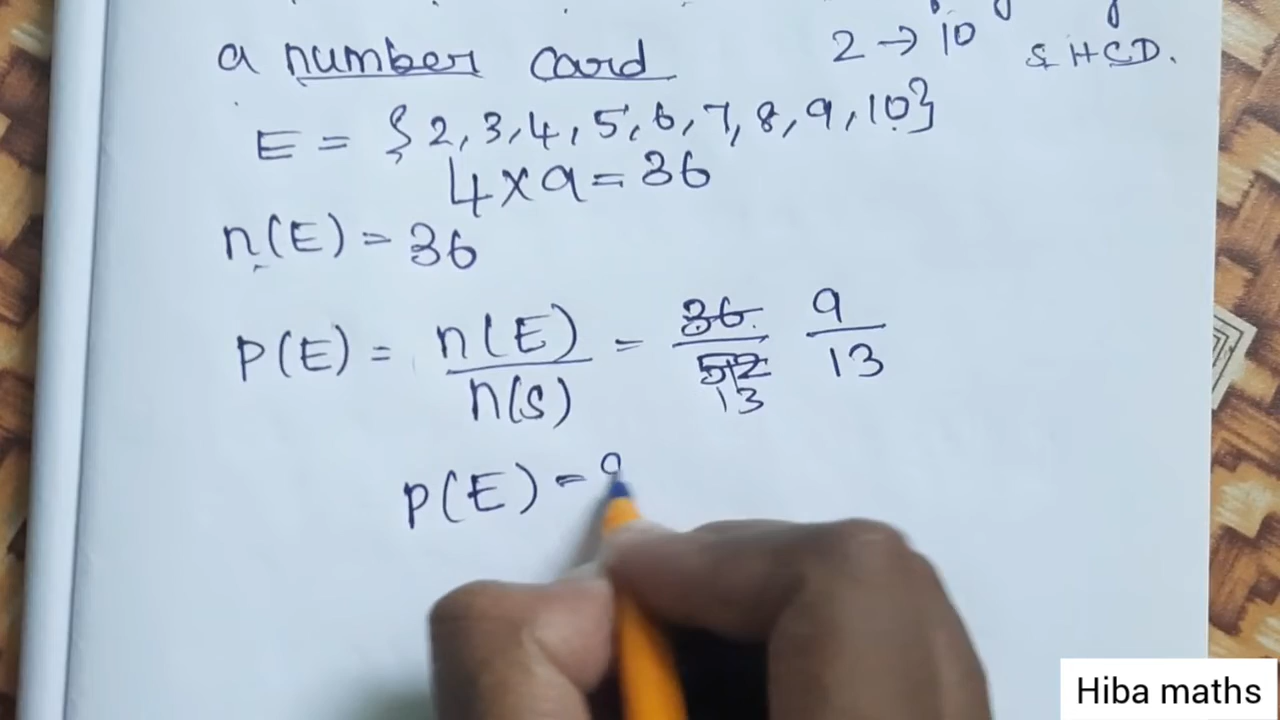 a number card 2 → 10 S H C D.
E = {2, 3, 4, 5, 6, 7, 8, 9, 10}
4 × 9 = 36
n(E) = 36
P(E) = n(E)/n(S) = 36/52 9/13
13
P(E) = 9
Hiba maths